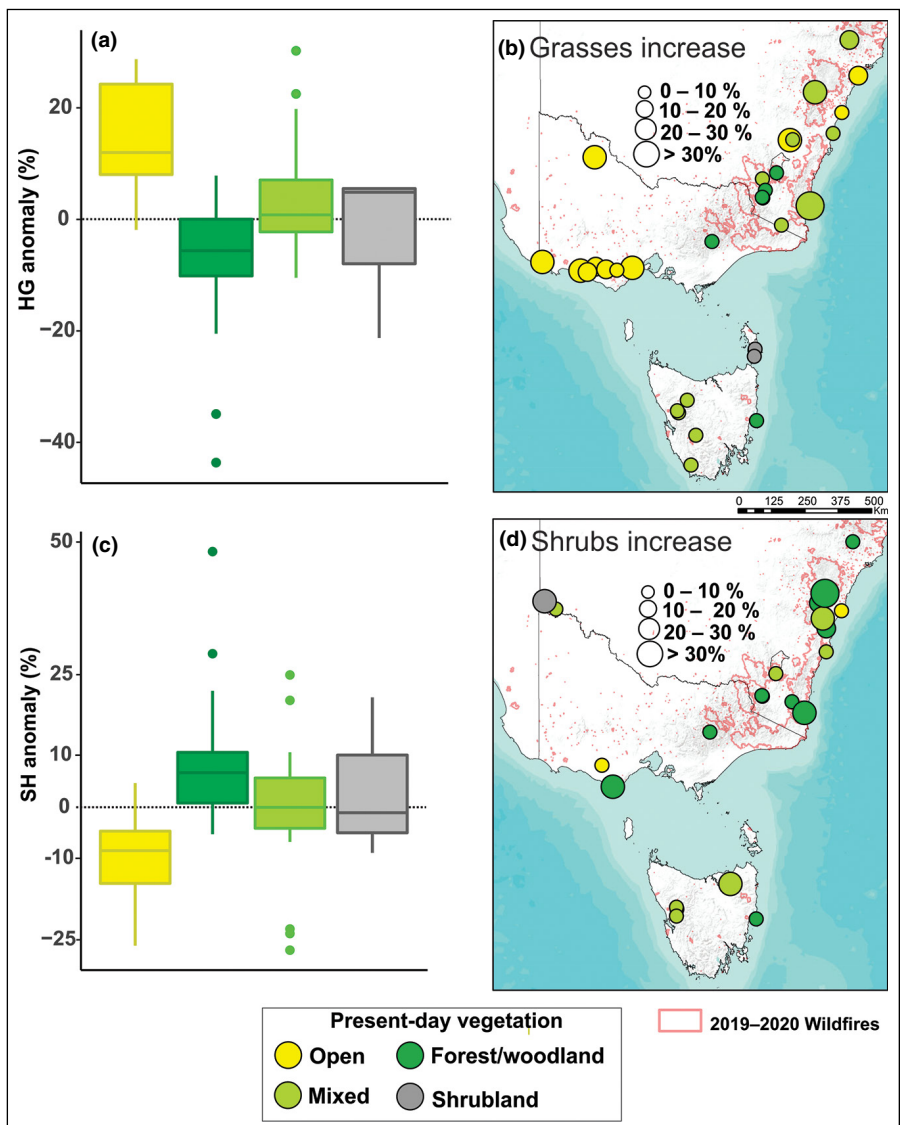 (a)
HG anomaly (%)
20
0
−20
−40
(b) Grasses increase
0 – 10 %
10 – 20 %
20 – 30 %
> 30%
0 125 250 375 500
Km
(c)
SH anomaly (%)
50
25
10
0
-10
−25
(d) Shrubs increase
0 – 10 %
10 – 20 %
20 – 30 %
> 30%
Present-day vegetation
Open
Forest/woodland
Mixed
Shrubland
2019–2020 Wildfires